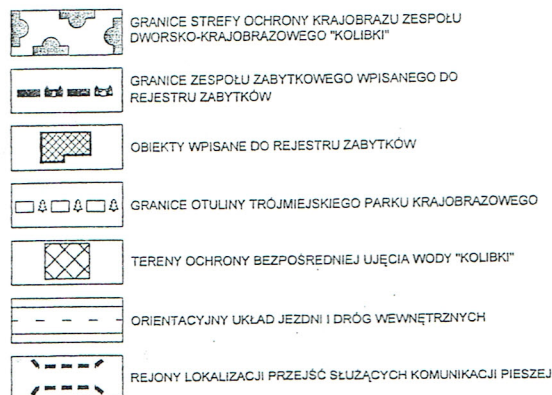 GRANICE STREFY OCHRONY KRAJOBRAZU ZESPOŁU
DWORSKO-KRAJOBRAZOWEGO "KOLIBKI"
GRANICE ZESPOŁU ZABYTKOWEGO WPISANEGO DO
REJESTRU ZABYTKÓW
OBIEKTY WPISANE DO REJESTRU ZABYTKÓW
GRANICE OTULINY TRÓJMIEJSKIEGO PARKU KRAJOBRAZOWEGO
TERENY OCHRONY BEZPOŚREDNIEJ UJĘCIA WODY "KOLIBKI"
ORIENTACYJNY UKŁAD JEZDNI I DRÓG WEWNĘTRZNYCH
REJONY LOKALIZACJI PRZEJŚĆ SŁUŻĄCYCH KOMUNIKACJI PIESZEJ